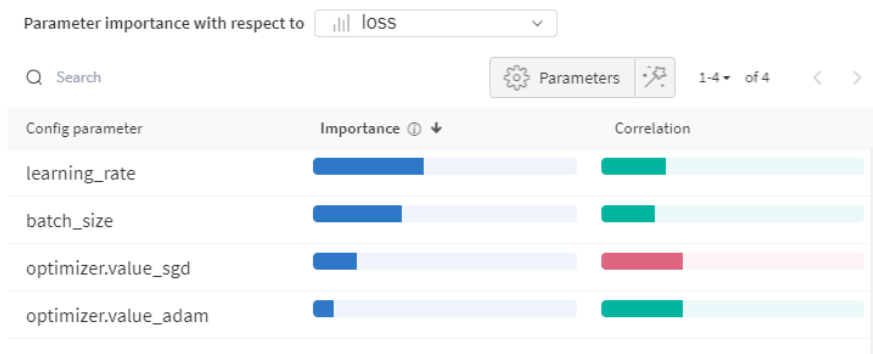 Parameter importance with respect to loss
Search Parameters 1-4 of 4
Config parameter Importance Correlation
learning_rate
batch_size
optimizer.value_sgd
optimizer.value_adam